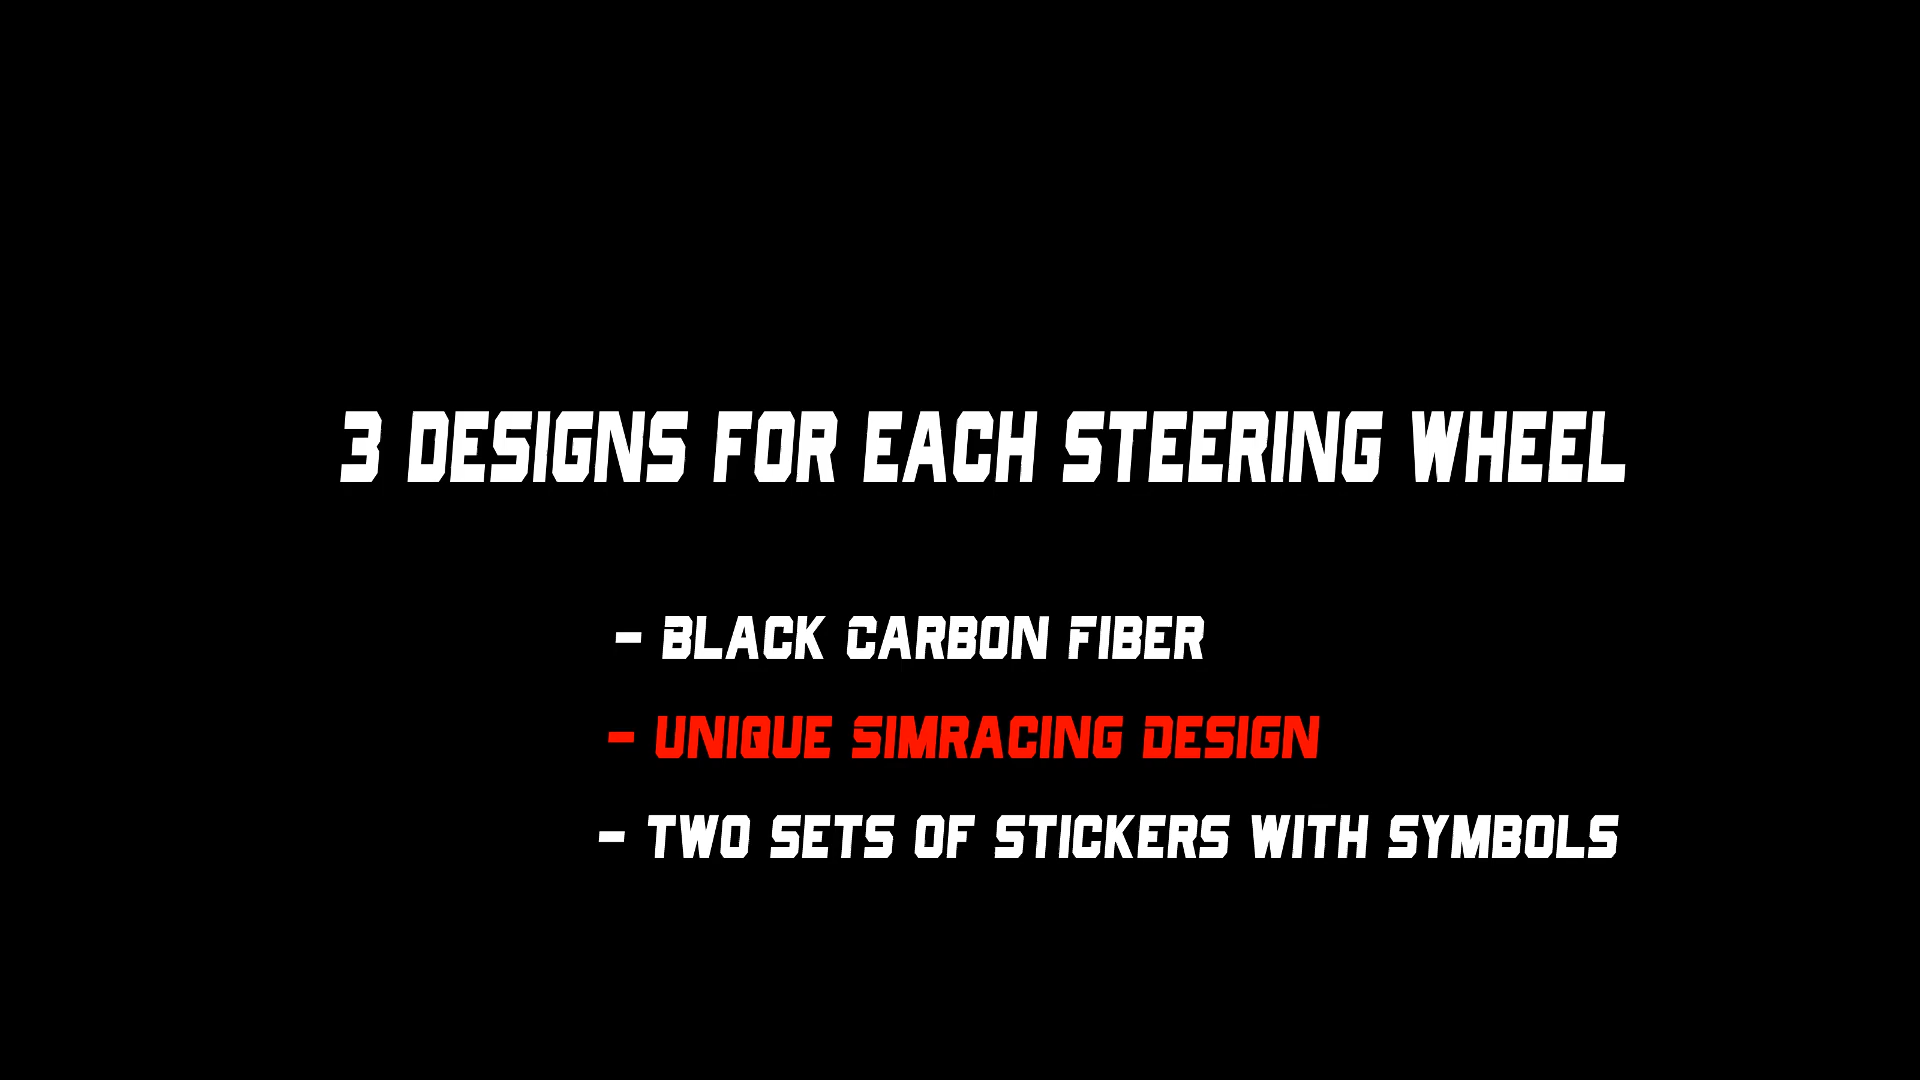 3 DESIGNS FOR EACH STEERING WHEEL
- BLACK CARBON FIBER
- UNIQUE SIMRACING DESIGN
- TWO SETS OF STICKERS WITH SYMBOLS